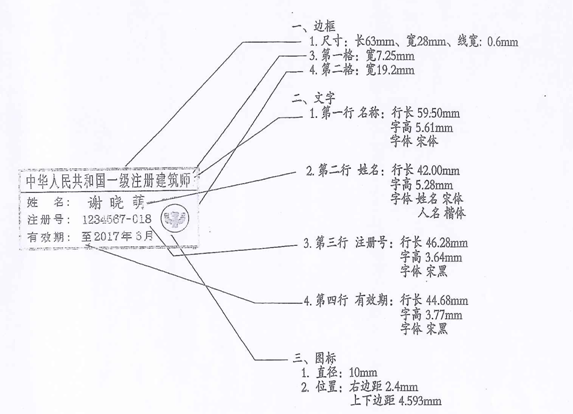 一、边框
1. 尺寸：长63mm、宽28mm、线宽: 0.6mm
3. 第一格：宽7.25mm
4. 第二格：宽19.2mm
二、文字
1. 第一行 名称：行长 59.50mm
字高 5.61mm
字体 宋体
2. 第二行 姓名：行长 42.00mm
字高 5.28mm
字体 姓名 宋体
人名 楷体
3. 第三行 注册号：行长 46.28mm
字高 3.64mm
字体 宋黑
4. 第四行 有效期：行长 44.68mm
字高 3.77mm
字体 宋黑
三、图标
1. 直径：10mm
2. 位置：右边距 2.4mm
上下边距 4.593mm
中华人民共和国一级注册建筑师
姓 名： 谢晓萌
注册号： 1234567-018
有效期： 至2017年6月